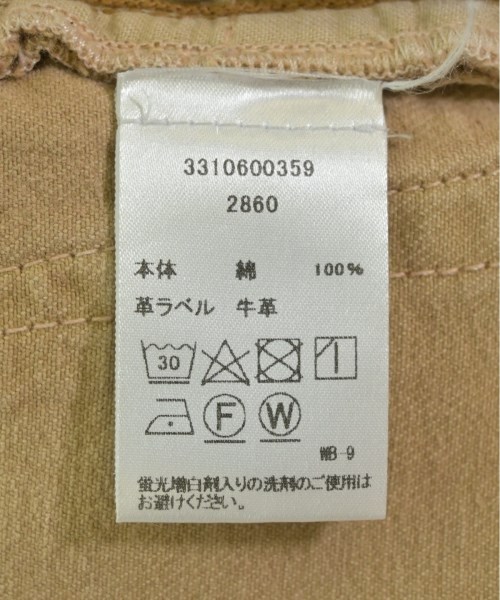 3310600359
2860
本体 綿 100%
革ラベル 牛革
30
F W
WB-9
蛍光増白剤入りの洗剤のご使用は
お避けください。